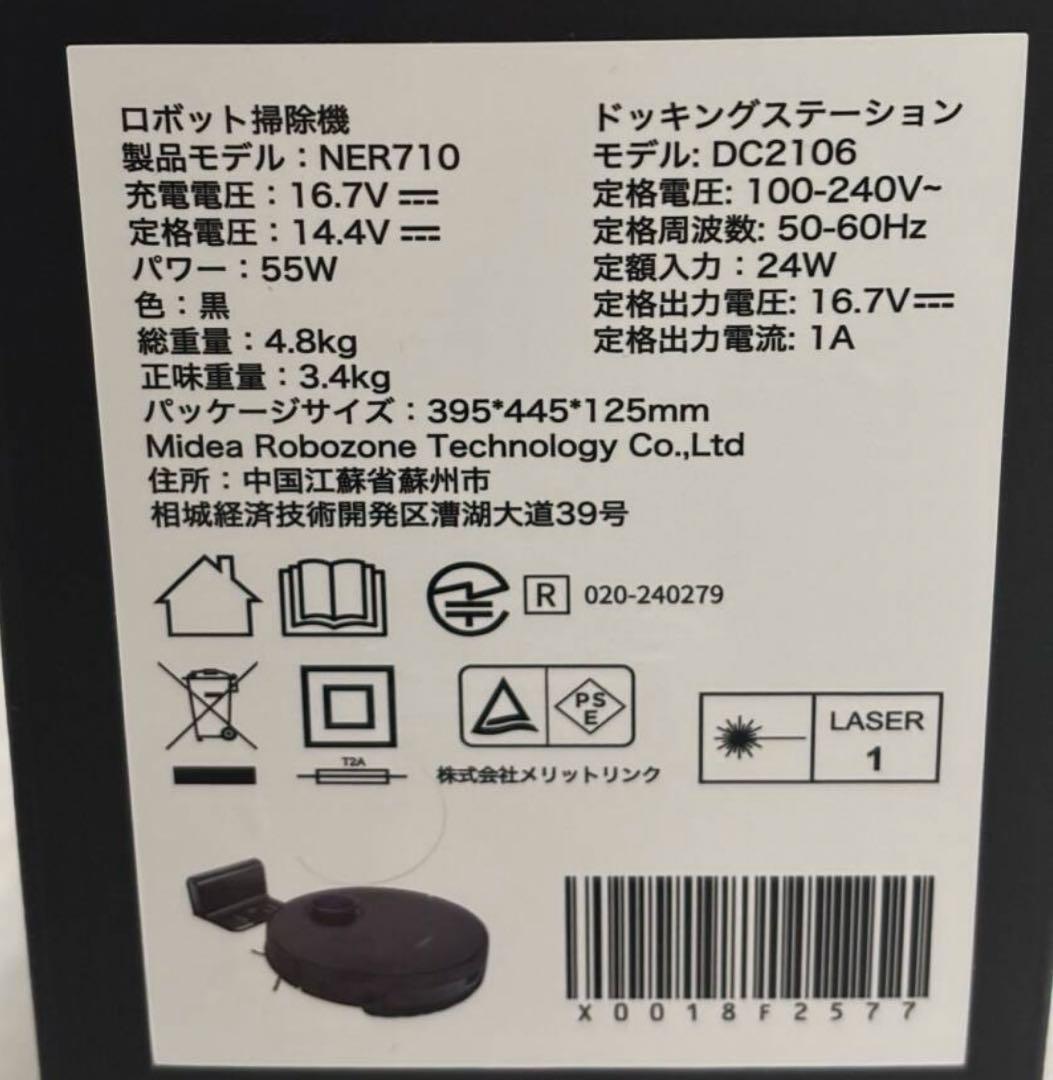 ロボット掃除機
製品モデル：NER710
充電電圧：16.7V
定格電圧：14.4V
パワー：55W
色：黒
総重量：4.8kg
正味重量：3.4kg
パッケージサイズ：395*445*125mm
Midea Robozone Technology Co.,Ltd
住所：中国江蘇省蘇州市
相城経済技術開発区漕湖大道39号
ドッキングステーション
モデル: DC2106
定格電圧: 100-240V~
定格周波数: 50-60Hz
定額入力：24W
定格出力電圧: 16.7V
定格出力電流: 1A
R 020-240279
T2A
PS
E
株式会社メリットリンク
LASER
1
X0018F2577